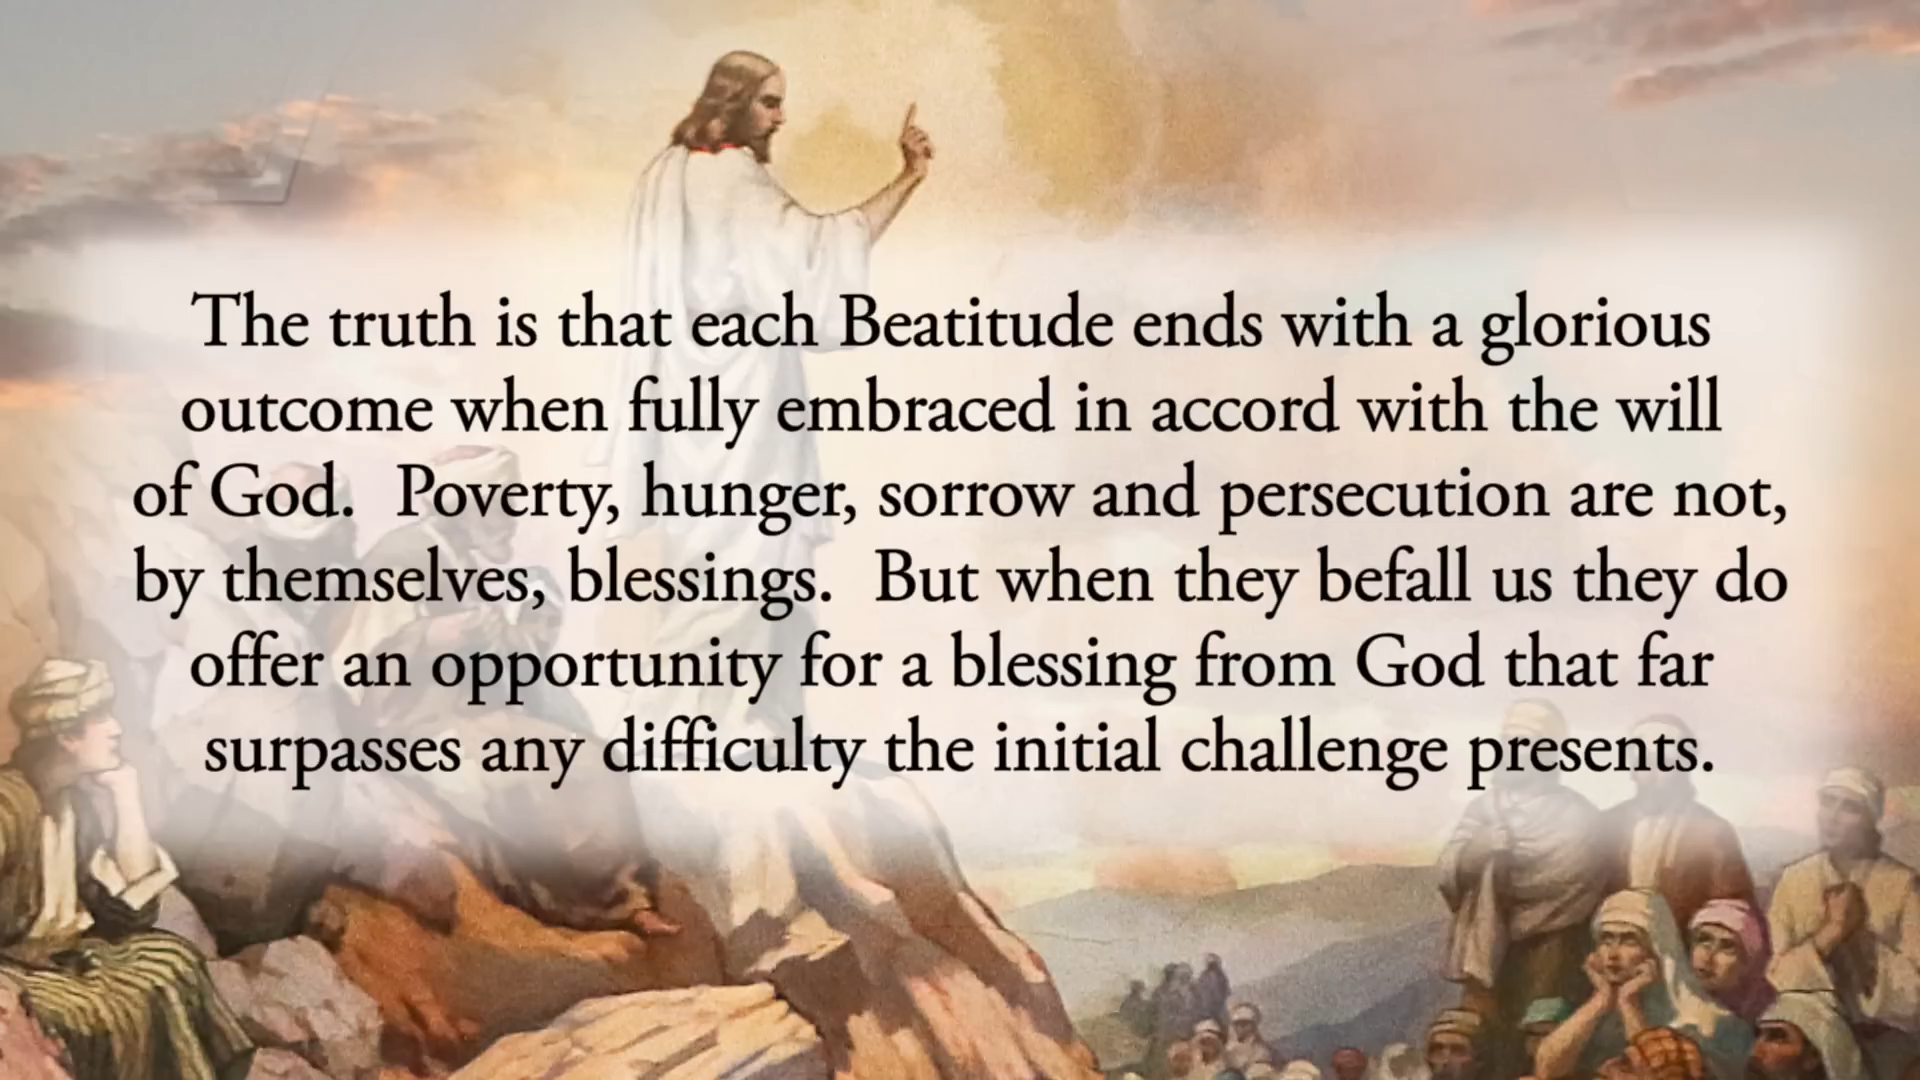 The truth is that each Beatitude ends with a glorious
outcome when fully embraced in accord with the will
of God.  Poverty, hunger, sorrow and persecution are not,
by themselves, blessings.  But when they befall us they do
offer an opportunity for a blessing from God that far
surpasses any difficulty the initial challenge presents.